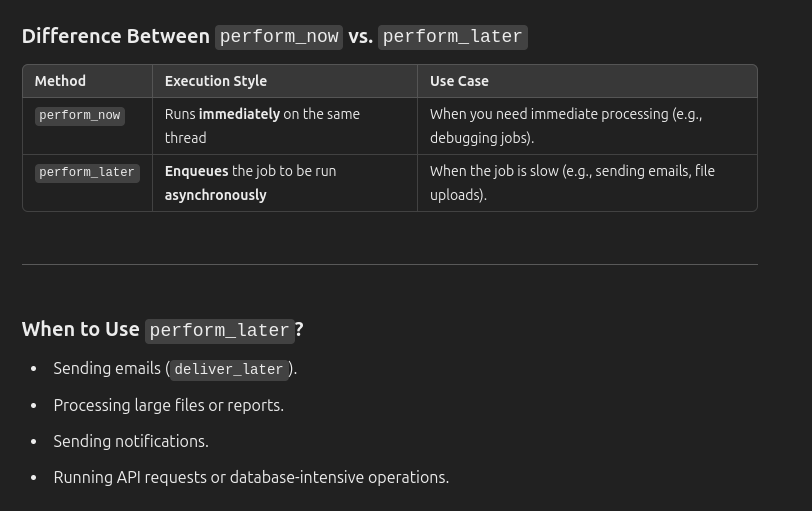 Difference Between perform_now vs. perform_later
Method Execution Style Use Case
perform_now Runs immediately on the same thread When you need immediate processing (e.g., debugging jobs).
perform_later Enqueues the job to be run asynchronously When the job is slow (e.g., sending emails, file uploads).
When to Use perform_later?
• Sending emails (deliver_later).
• Processing large files or reports.
• Sending notifications.
• Running API requests or database-intensive operations.